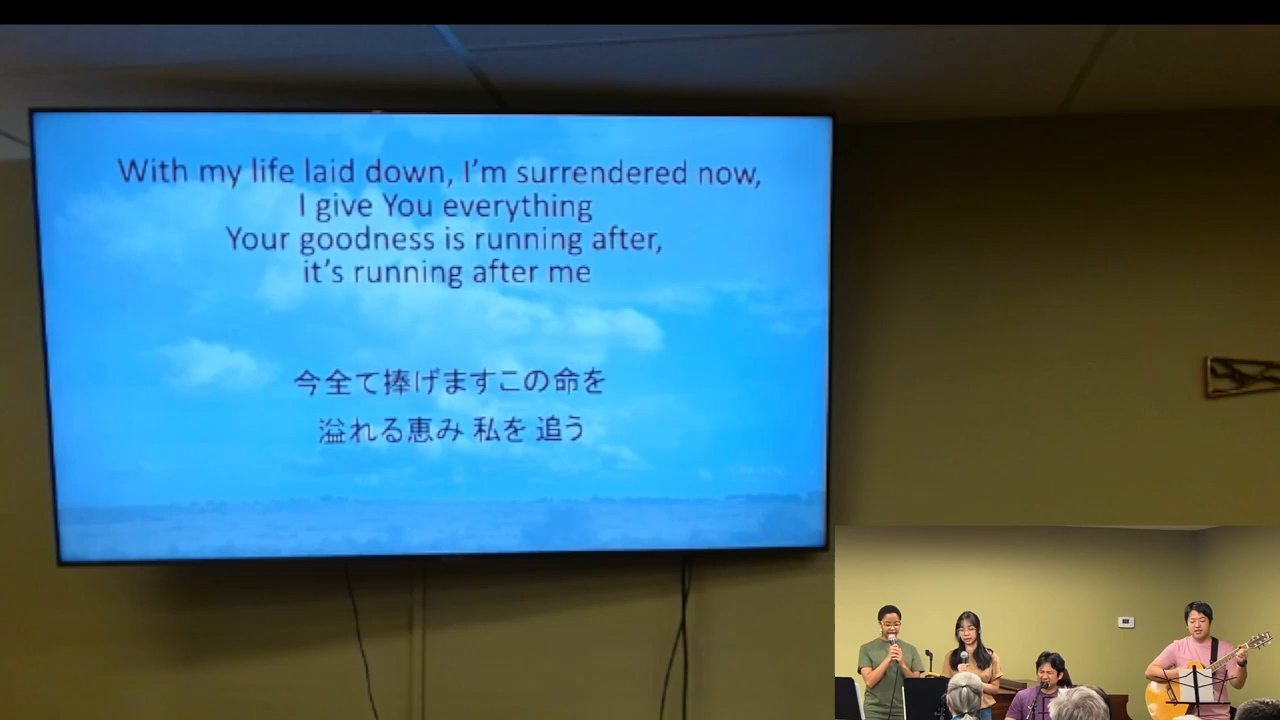 With my life laid down, I'm surrendered now,
I give You everything
Your goodness is running after,
it's running after me
今全て捧げますこの命を
溢れる恵み 私を 追う